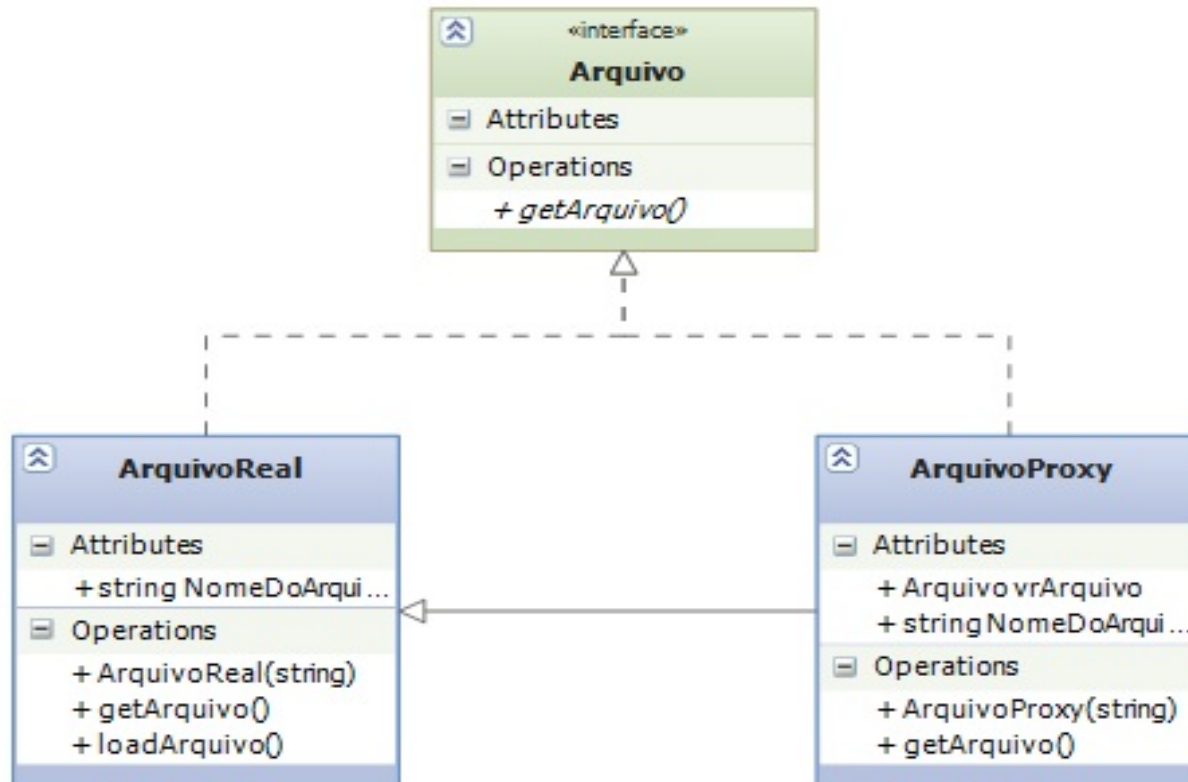 «interface»
Arquivo
Attributes
Operations
+ getArquivo()
ArquivoReal
Attributes
+ string NomeDoArqui...
Operations
+ ArquivoReal(string)
+ getArquivo()
+ loadArquivo()
ArquivoProxy
Attributes
+ Arquivo vrArquivo
+ string NomeDoArqui...
Operations
+ ArquivoProxy(string)
+ getArquivo()